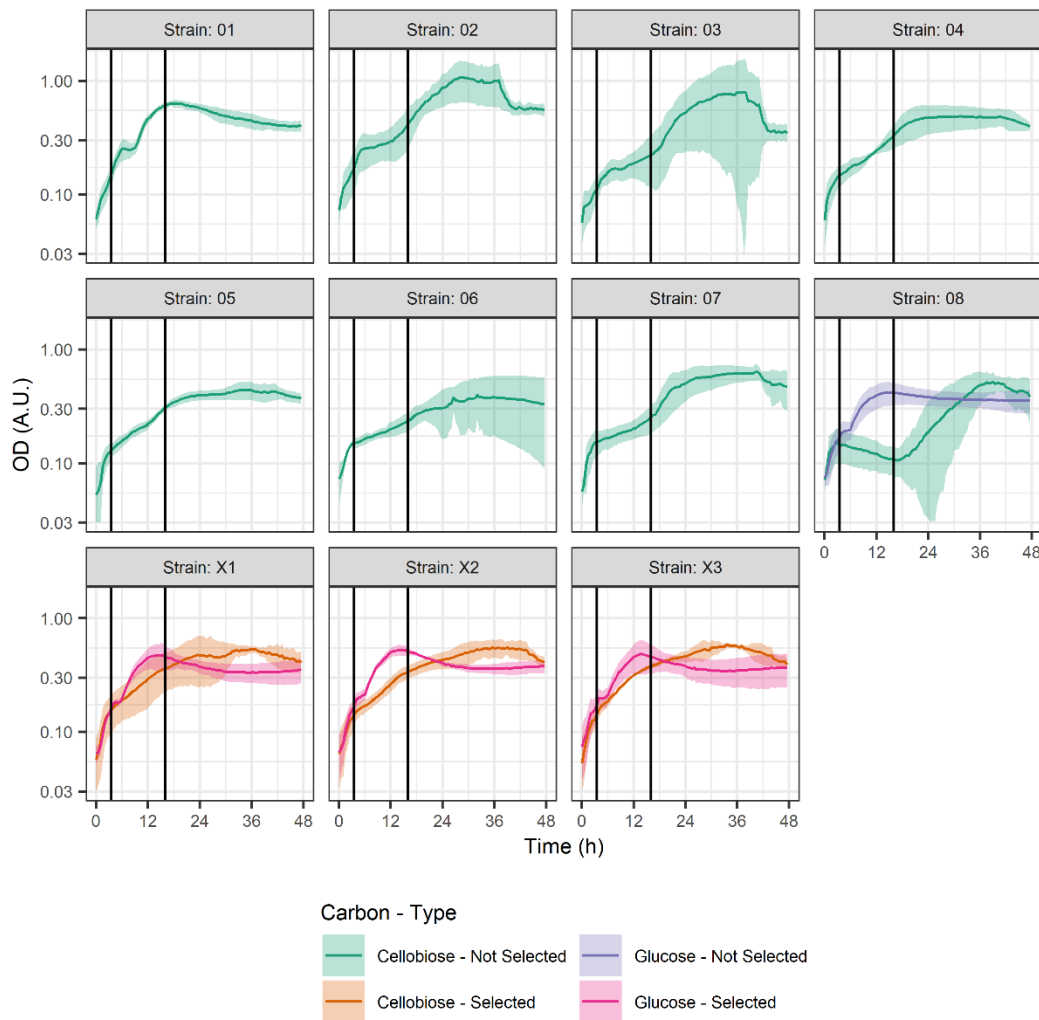 Strain: 01
Strain: 02
Strain: 03
Strain: 04
1.00
0.30
0.10
0.03
Strain: 05
Strain: 06
Strain: 07
Strain: 08
1.00
0.30
0.10
0.03
OD (A.U.)
0 12 24 36 48
Strain: X1
Strain: X2
Strain: X3
1.00
0.30
0.10
0.03
0 12 24 36 48
0 12 24 36 48
0 12 24 36 48
Time (h)
Carbon - Type
Cellobiose - Not Selected
Glucose - Not Selected
Cellobiose - Selected
Glucose - Selected